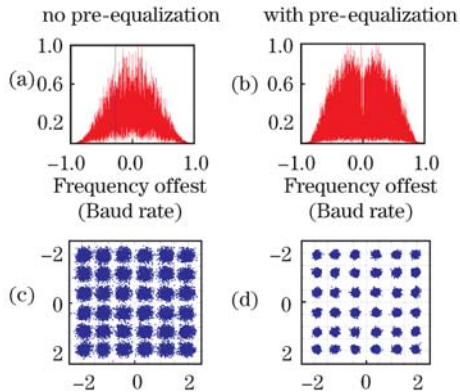 no pre-equalization with pre-equalization
(a) 1.0 0.6 0.2
−1.0 0.0 1.0
Frequency offest
(Baud rate)
(b) 1.0 0.6 0.2
−1.0 0.0 1.0
Frequency offest
(Baud rate)
(c) −2 0 2
−2 0 2
(d) −2 0 2
−2 0 2